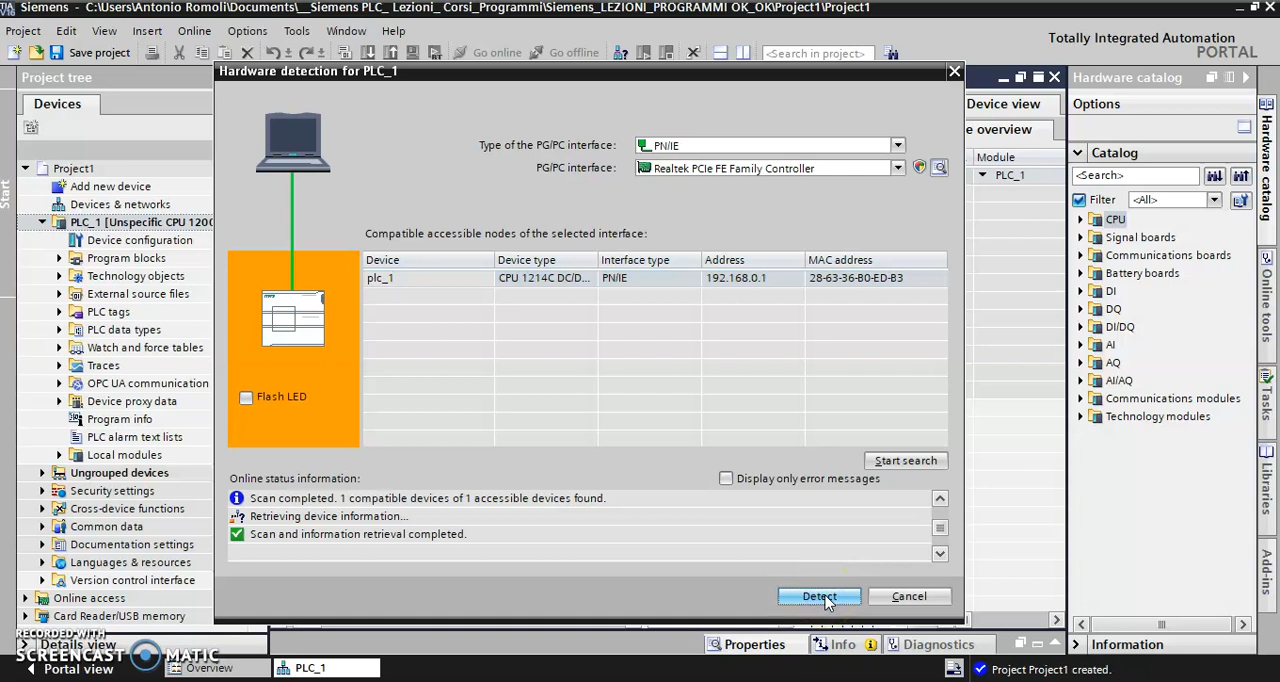 TIA V16 Siemens - C:\Users\Antonio Romoli\Documents\__Siemens PLC_ Lezioni_ Corsi_Programmi\Siemens_LEZIONI_PROGRAMMI OK_OK\Project1\Project1
Project Edit View Insert Online Options Tools Window Help
Totally Integrated Automation
PORTAL
Save project Go online Go offline <Search in project>
Project tree
Devices
Start
Project1
Add new device
Devices & networks
PLC_1 [Unspecific CPU 1200
Device configuration
Program blocks
Technology objects
External source files
PLC tags
PLC data types
Watch and force tables
Traces
OPC UA communication
Device proxy data
Program info
PLC alarm text lists
Local modules
Ungrouped devices
Security settings
Cross-device functions
Common data
Documentation settings
Languages & resources
Version control interface
Online access
Card Reader/USB memory
Details view
RECORDED WITH
SCREENCAST MATIC
Portal view Overview PLC_1
Hardware detection for PLC_1
Type of the PG/PC interface: PN/IE
PG/PC interface: Realtek PCIe FE Family Controller
Compatible accessible nodes of the selected interface:
Device Device type Interface type Address MAC address
plc_1 CPU 1214C DC/D... PN/IE 192.168.0.1 28-63-36-B0-ED-B3
Flash LED
Start search
Online status information: Display only error messages
Scan completed. 1 compatible devices of 1 accessible devices found.
Retrieving device information...
Scan and information retrieval completed.
Detect Cancel
Device view
e overview
Module
PLC_1
Properties Info Diagnostics
Project Project1 created.
Hardware catalog
Options
Catalog
<Search>
Filter <All>
CPU
Signal boards
Communications boards
Battery boards
DI
DQ
DI/DQ
AI
AQ
AI/AQ
Communications modules
Technology modules
Information
Hardware catalog
Online tools
Tasks
Libraries
Add-ins